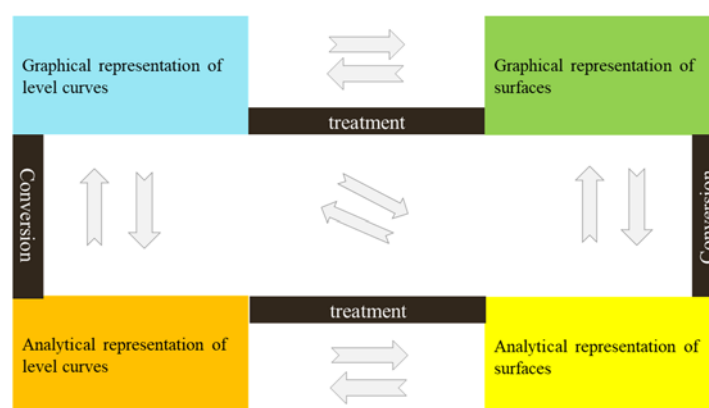 Graphical representation of
level curves
Graphical representation of
surfaces
treatment
Conversion
Conversion
treatment
Analytical representation of
level curves
Analytical representation of
surfaces